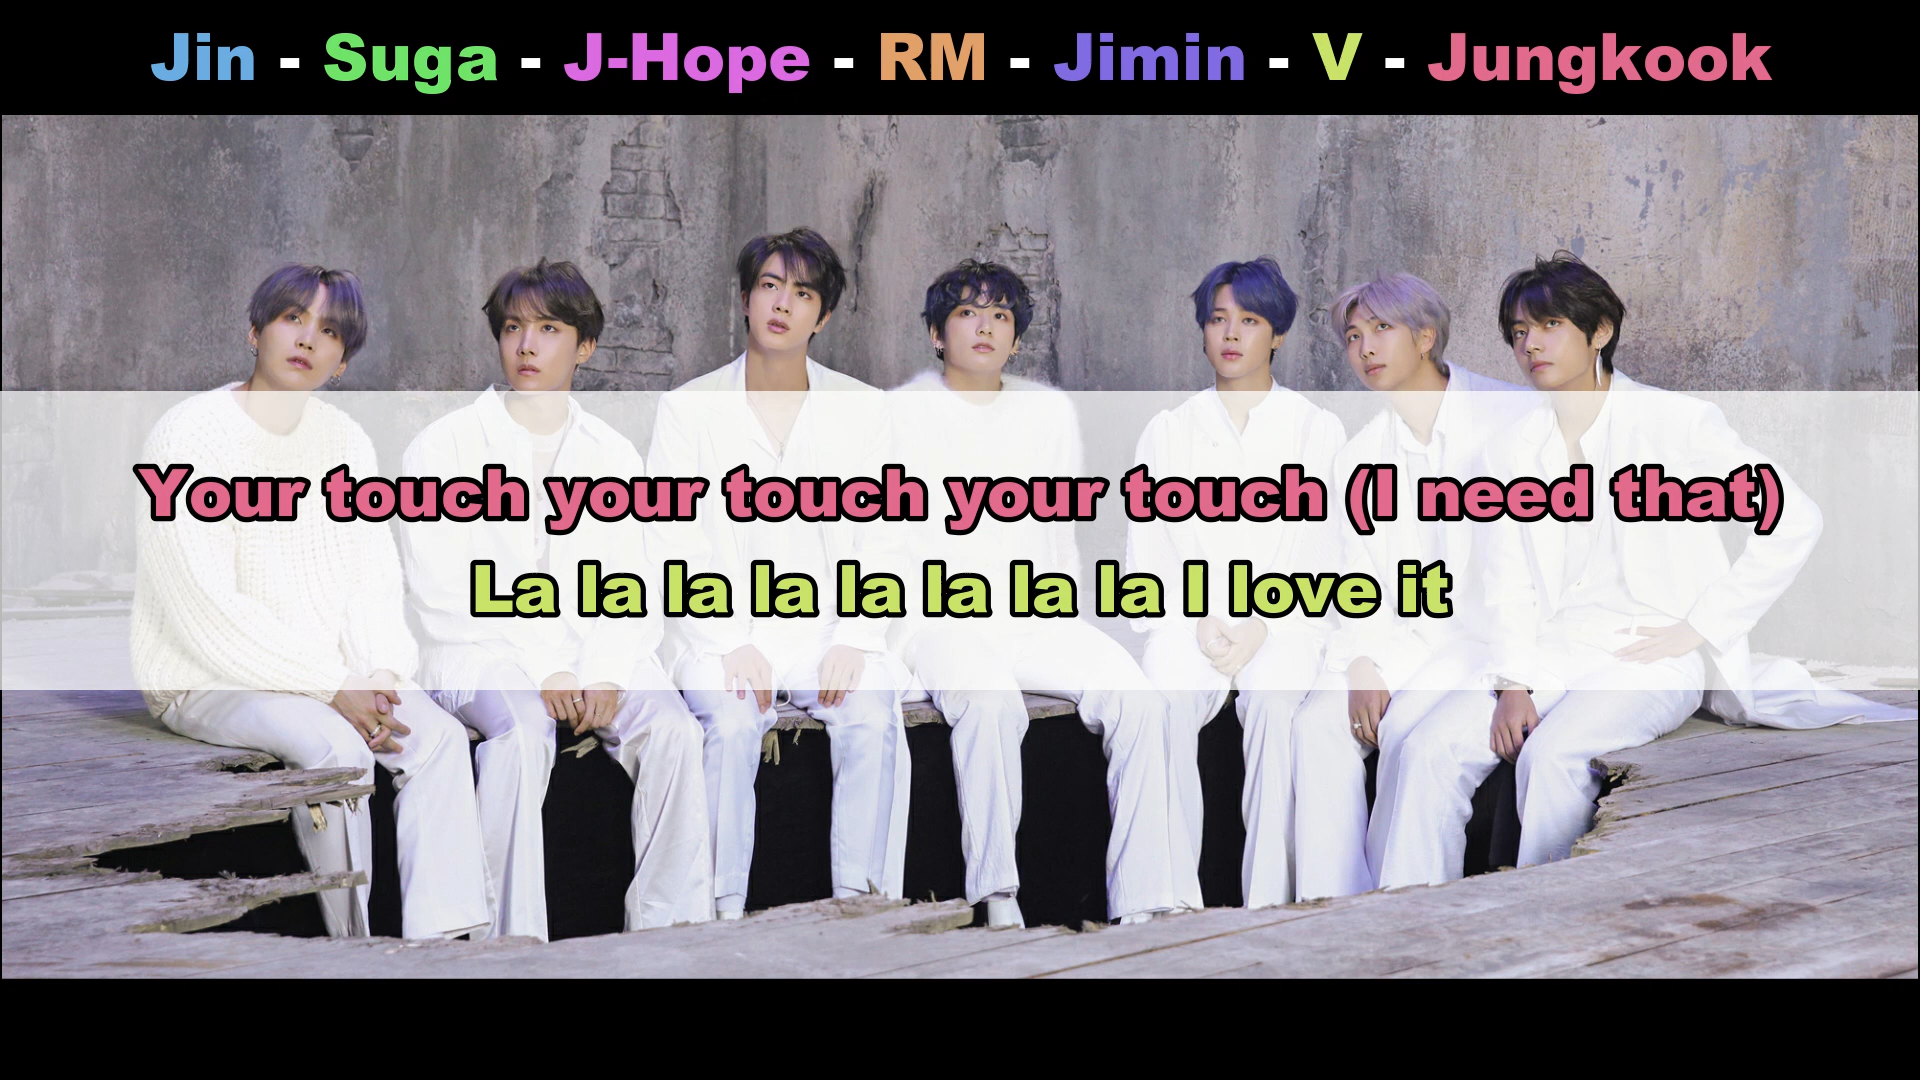 Jin - Suga - J-Hope - RM - Jimin - V - Jungkook
Your touch your touch your touch (I need that)
La la la la la la la la I love it